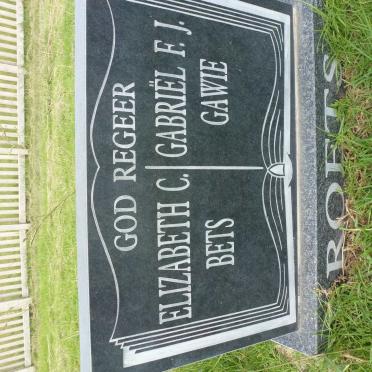 GOD REGEER
ELIZABETH C. GABRIËL F. J.
BETS GAWIE
ROETS